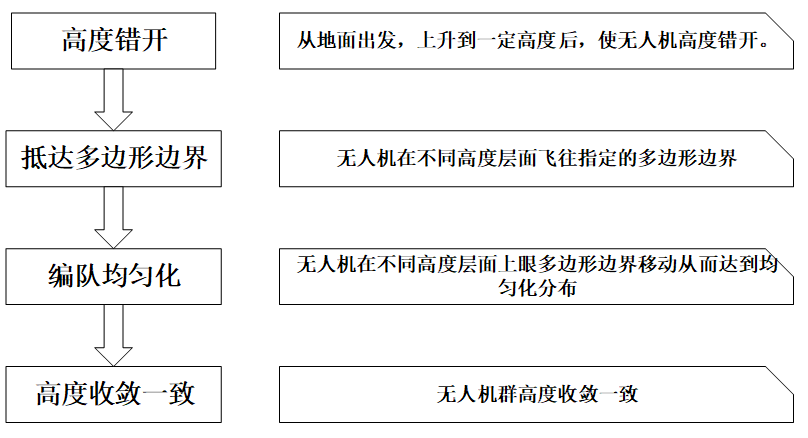 高度错开
从地面出发，上升到一定高度后，使无人机高度错开。
抵达多边形边界
无人机在不同高度层面飞往指定的多边形边界
编队均匀化
无人机在不同高度层面上眼多边形边界移动从而达到均
匀化分布
高度收敛一致
无人机群高度收敛一致